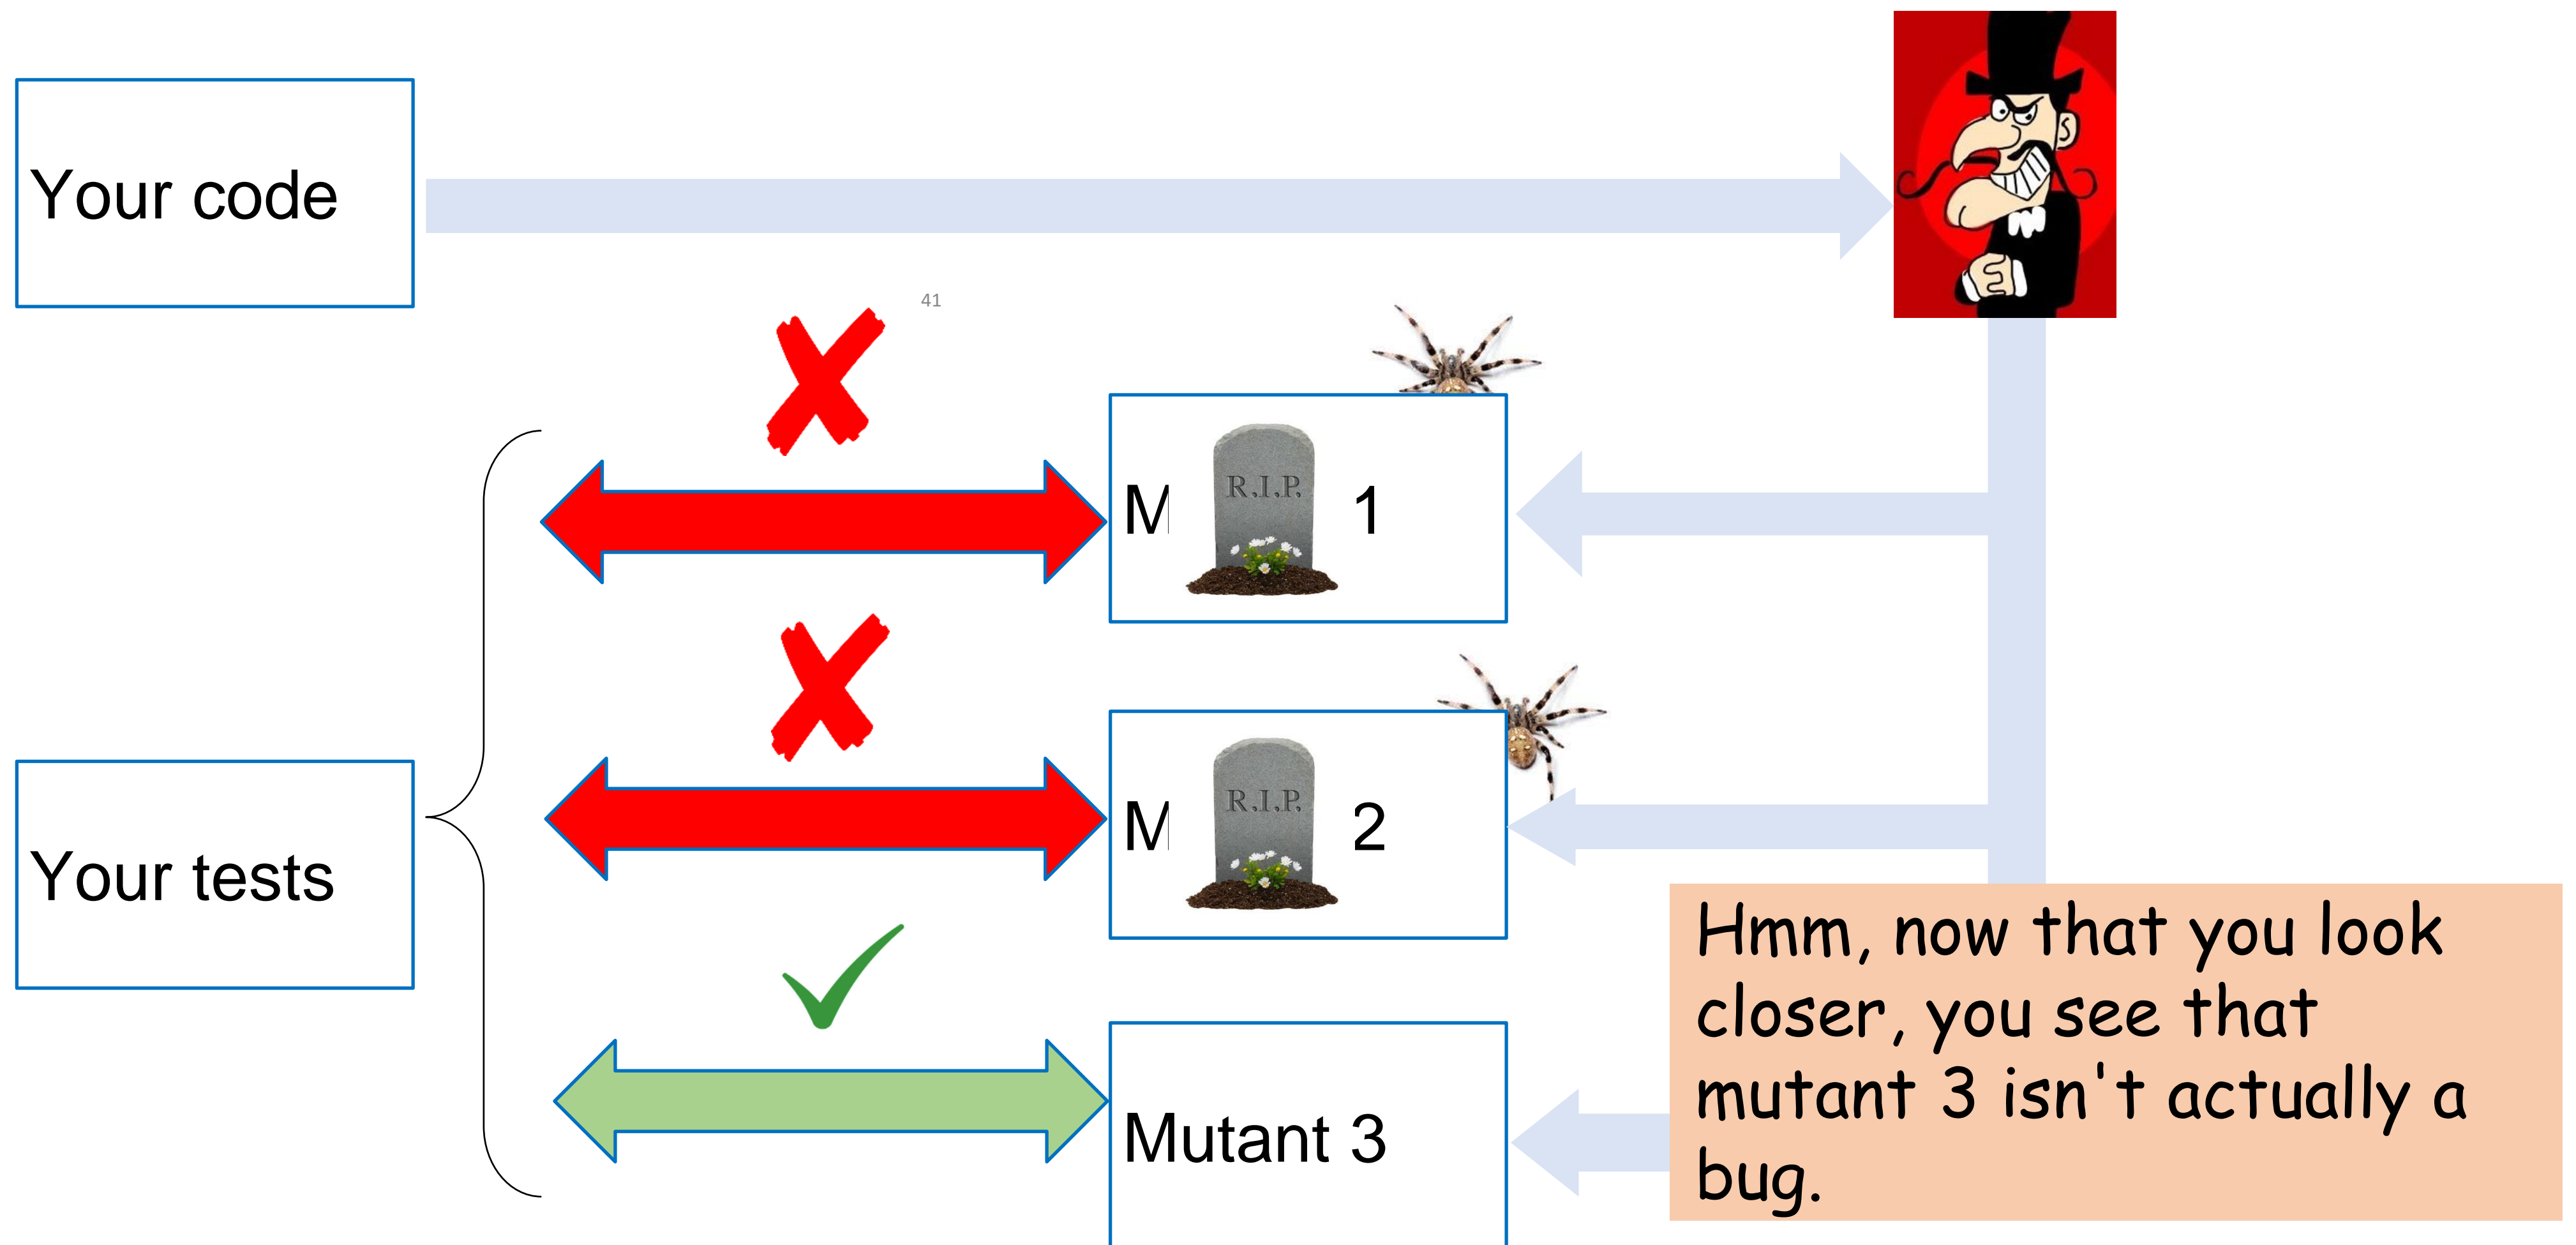 Your code
41
R.I.P.
M 1
R.I.P.
M 2
Your tests
Mutant 3
Hmm, now that you look
closer, you see that
mutant 3 isn't actually a
bug.